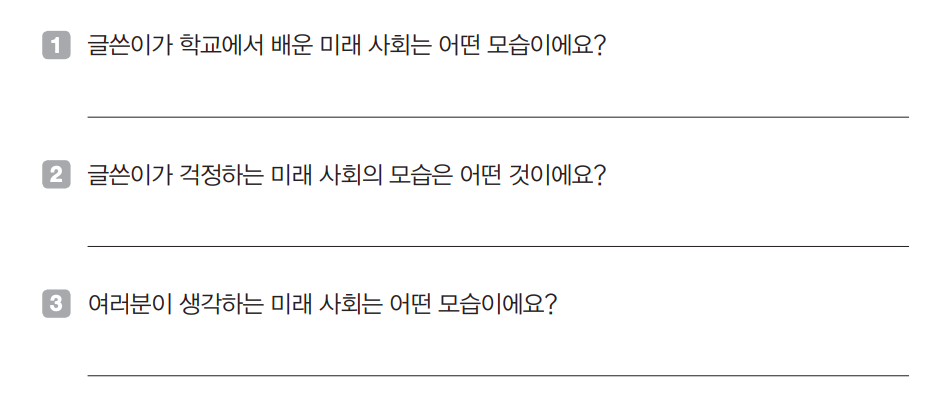 1 글쓴이가 학교에서 배운 미래 사회는 어떤 모습이에요?
2 글쓴이가 걱정하는 미래 사회의 모습은 어떤 것이에요?
3 여러분이 생각하는 미래 사회는 어떤 모습이에요?